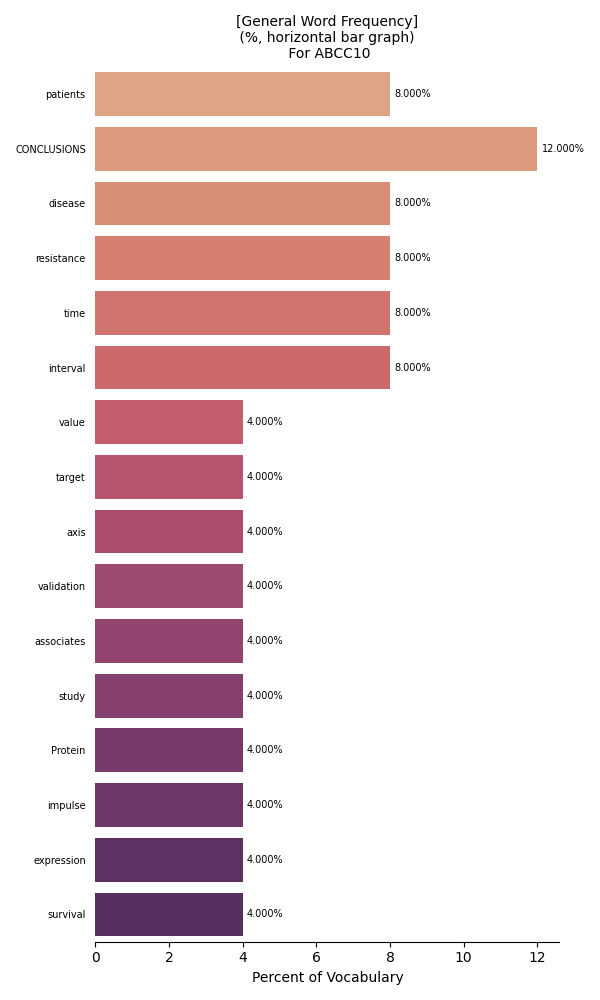 [General Word Frequency]
(%, horizontal bar graph)
For ABCC10
patients 8.000%
CONCLUSIONS 12.000%
disease 8.000%
resistance 8.000%
time 8.000%
interval 8.000%
value 4.000%
target 4.000%
axis 4.000%
validation 4.000%
associates 4.000%
study 4.000%
Protein 4.000%
impulse 4.000%
expression 4.000%
survival 4.000%
0 2 4 6 8 10 12
Percent of Vocabulary